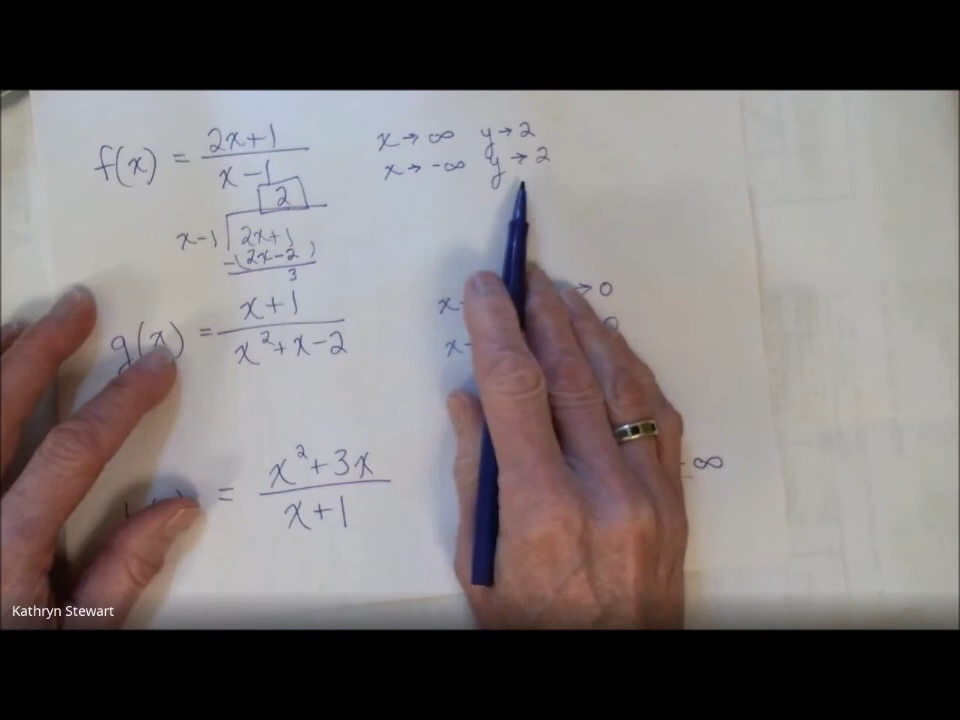 f(x) = 2x+1 / x-1
x → ∞ y → 2
x → -∞ y → 2
2
x-1 2x+1
-(2x-2)
3
g(x) = x+1 / x²+x-2
x → 0
x- 0
= x²+3x / x+1
∞
Kathryn Stewart